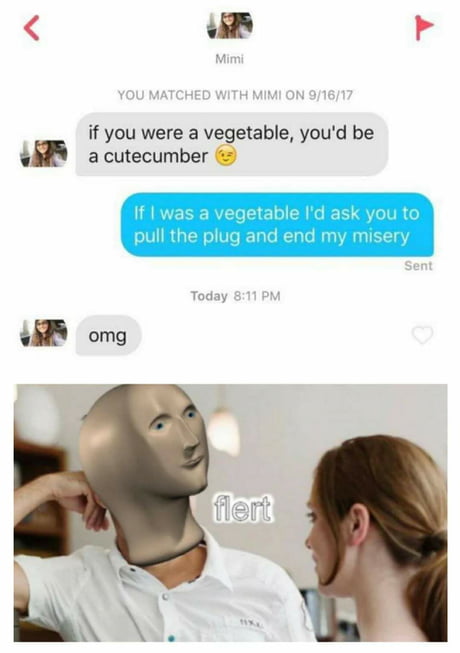 Mimi
YOU MATCHED WITH MIMI ON 9/16/17
if you were a vegetable, you'd be
a cutecumber 😉
If I was a vegetable I'd ask you to
pull the plug and end my misery
Sent
Today 8:11 PM
omg
flert